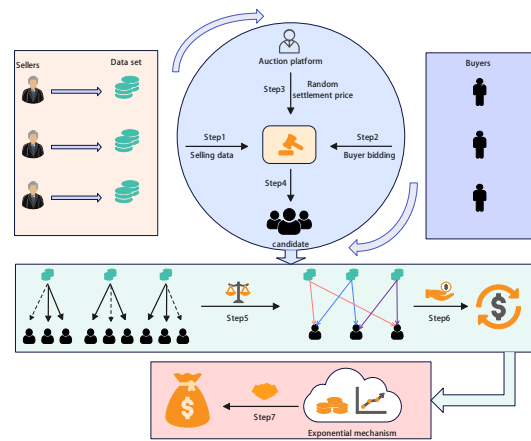 Sellers
Data set
Auction platform
Buyers
Step3
Random
settlement price
Step1
Selling data
Step2
Buyer bidding
Step4
candidate
Step5
Step6
Step7
Exponential mechanism